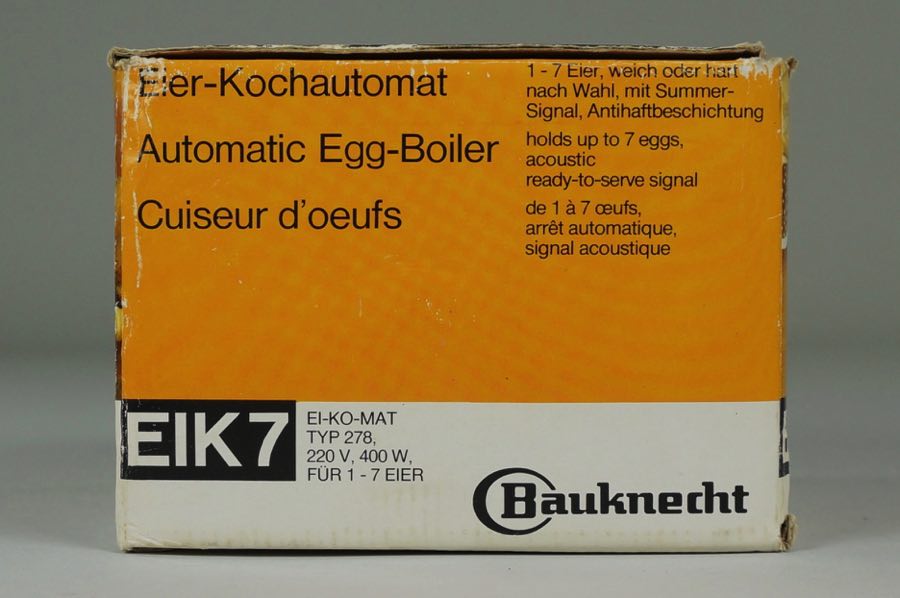 Eier-Kochautomat
Automatic Egg-Boiler
Cuiseur d'oeufs
1 - 7 Eier, weich oder hart
nach Wahl, mit Summer-
Signal, Antihaftbeschichtung
holds up to 7 eggs,
acoustic
ready-to-serve signal
de 1 à 7 œufs,
arrêt automatique,
signal acoustique
EIK7
EI-KO-MAT
TYP 278,
220 V, 400 W,
FÜR 1 - 7 EIER
Bauknecht